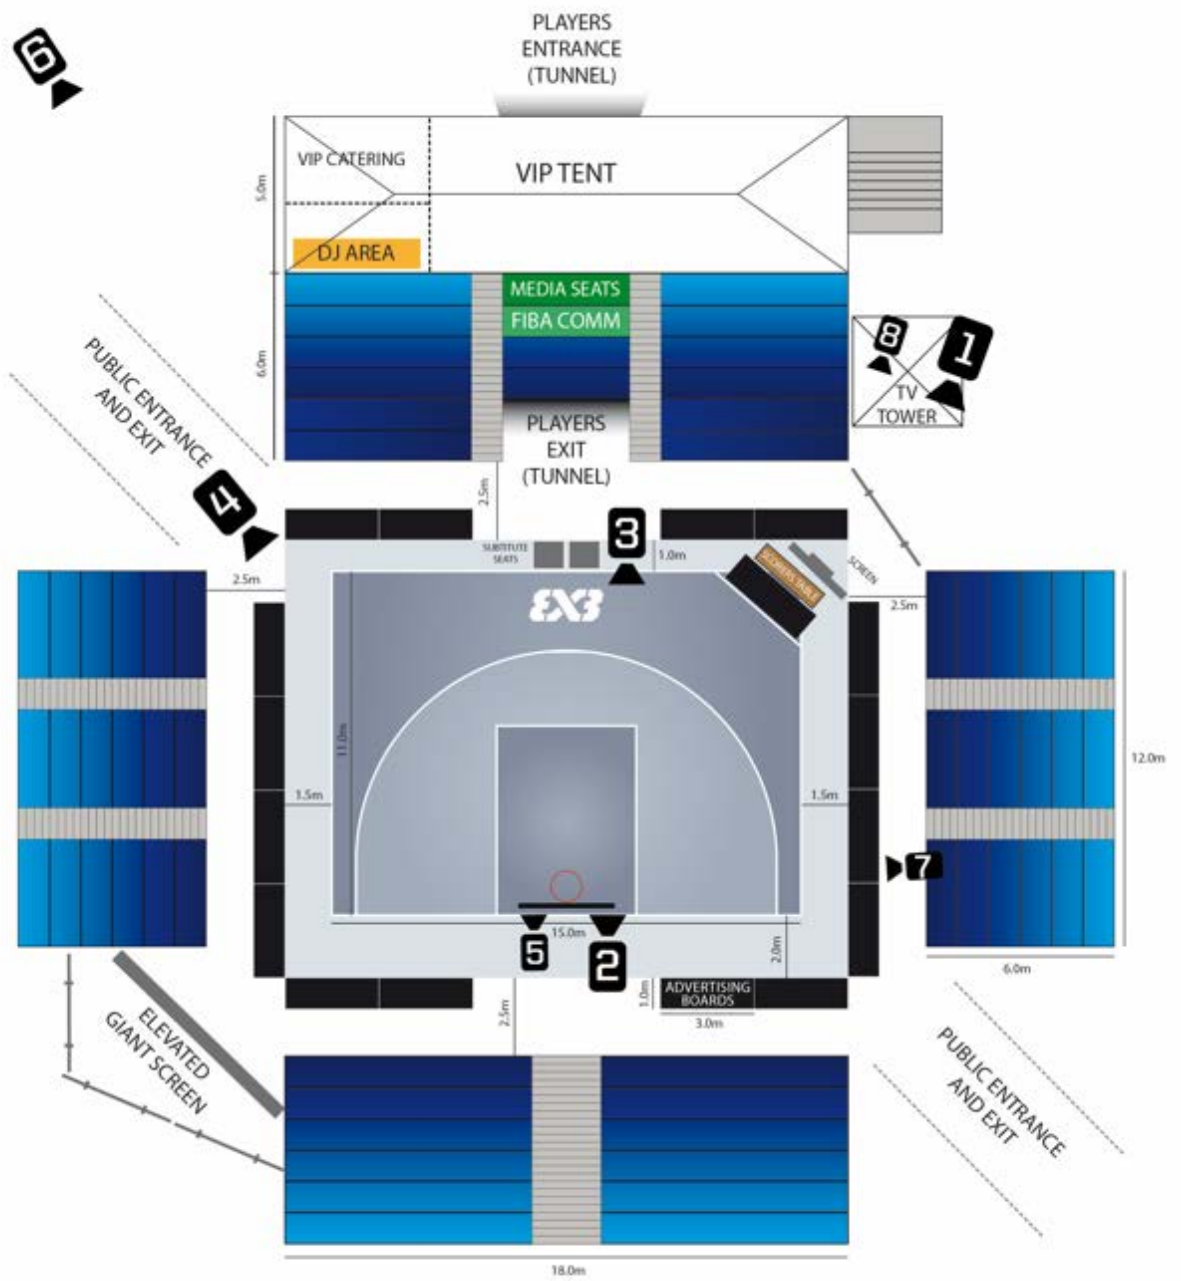 6
PLAYERS
ENTRANCE
(TUNNEL)
VIP CATERING
VIP TENT
5.0m
DJ AREA
MEDIA SEATS
FIBA COMM
8
1
TV
TOWER
6.0m
PUBLIC ENTRANCE
AND EXIT
PLAYERS
EXIT
(TUNNEL)
4
2.5m
3
SUBTITUTE
SEATS
1.0m
SCORERS TABLE
SCREEN
2.5m
2.5m
3X3
11.0m
12.0m
1.5m
1.5m
7
15.0m
5
2
2.0m
6.0m
1.0m
ADVERTISING
BOARDS
3.0m
2.5m
ELEVATED
GIANT SCREEN
PUBLIC ENTRANCE
AND EXIT
18.0m